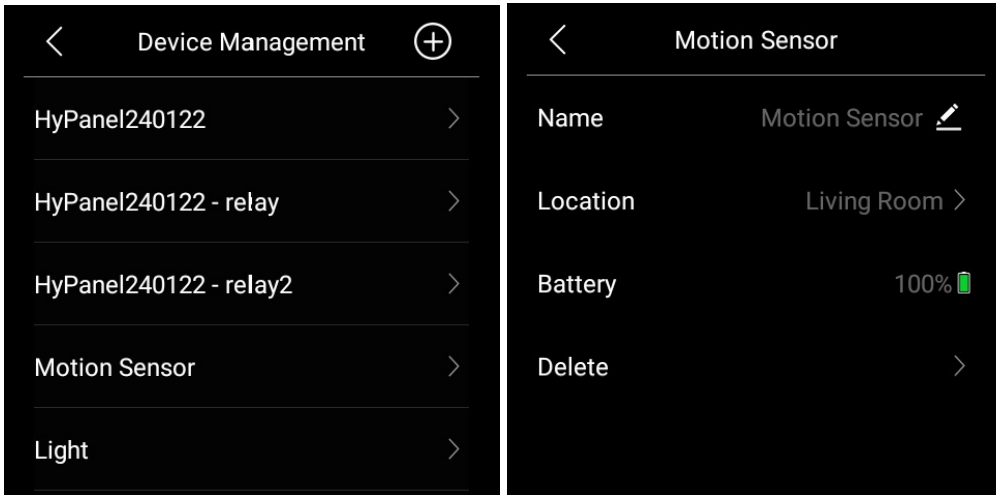 Device Management
HyPanel240122
HyPanel240122 - relay
HyPanel240122 - relay2
Motion Sensor
Light
Motion Sensor
Name Motion Sensor
Location Living Room
Battery 100%
Delete